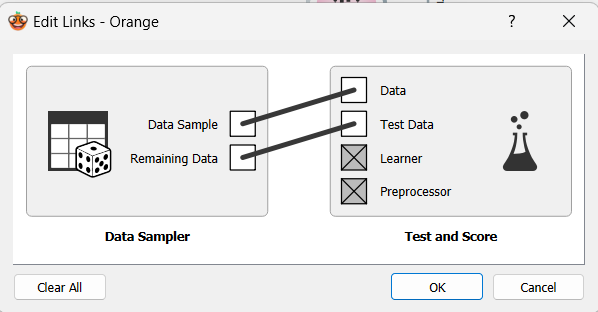 Edit Links - Orange
?
Data Sample
Remaining Data
Data Sampler
Data
Test Data
Learner
Preprocessor
Test and Score
Clear All
OK
Cancel